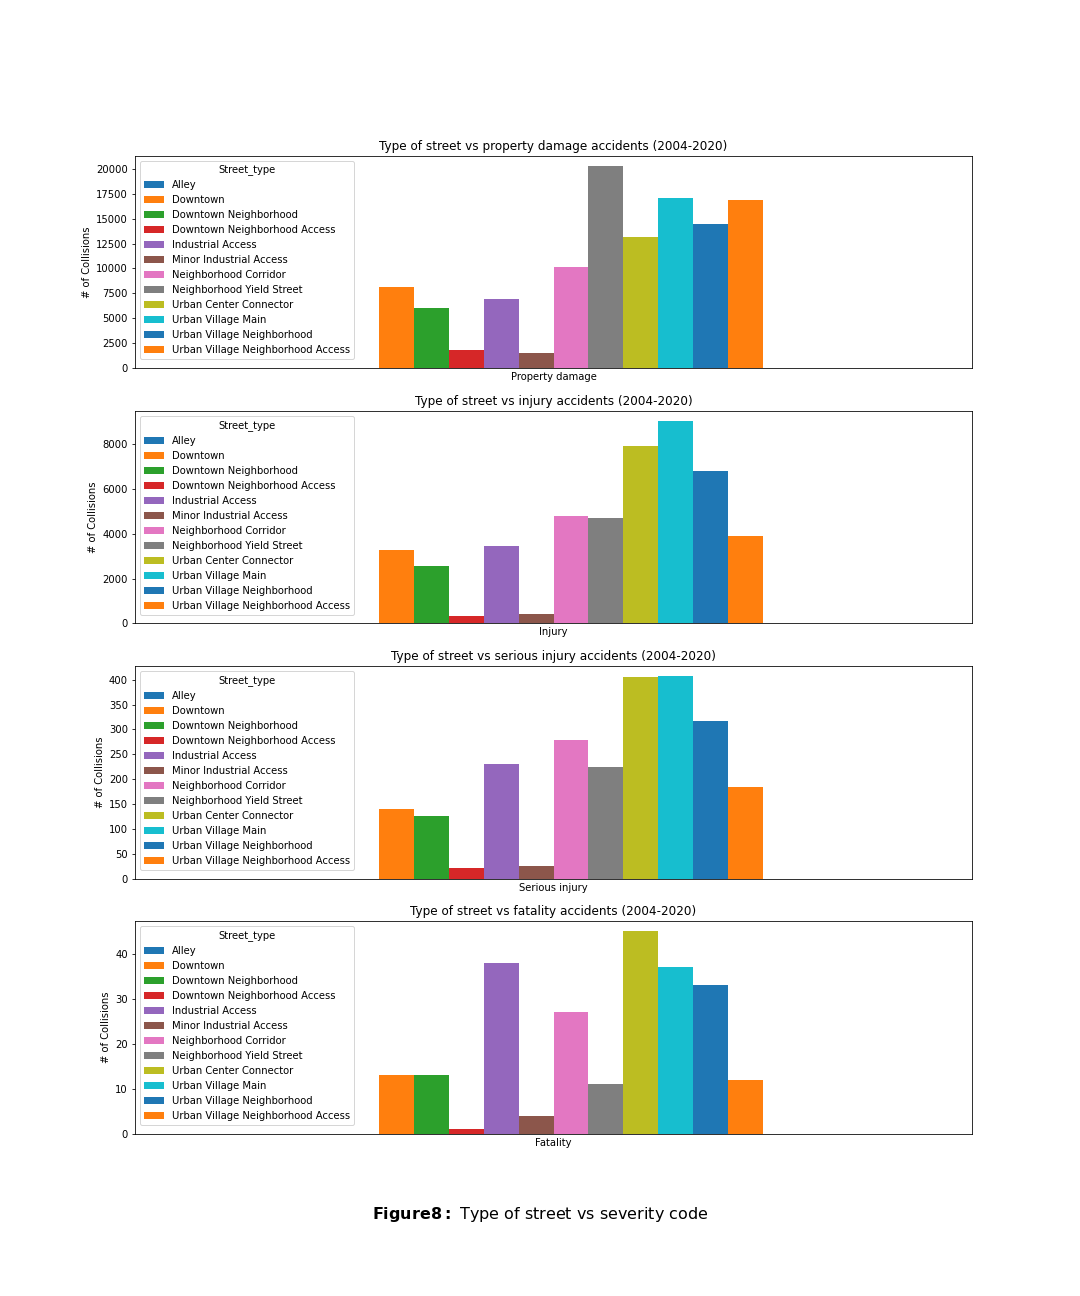 Type of street vs property damage accidents (2004-2020)
Street_type
Alley
Downtown
Downtown Neighborhood
Downtown Neighborhood Access
Industrial Access
Minor Industrial Access
Neighborhood Corridor
Neighborhood Yield Street
Urban Center Connector
Urban Village Main
Urban Village Neighborhood
Urban Village Neighborhood Access
# of Collisions
20000
17500
15000
12500
10000
7500
5000
2500
0
Property damage
Type of street vs injury accidents (2004-2020)
Street_type
Alley
Downtown
Downtown Neighborhood
Downtown Neighborhood Access
Industrial Access
Minor Industrial Access
Neighborhood Corridor
Neighborhood Yield Street
Urban Center Connector
Urban Village Main
Urban Village Neighborhood
Urban Village Neighborhood Access
# of Collisions
8000
6000
4000
2000
0
Injury
Type of street vs serious injury accidents (2004-2020)
Street_type
Alley
Downtown
Downtown Neighborhood
Downtown Neighborhood Access
Industrial Access
Minor Industrial Access
Neighborhood Corridor
Neighborhood Yield Street
Urban Center Connector
Urban Village Main
Urban Village Neighborhood
Urban Village Neighborhood Access
# of Collisions
400
350
300
250
200
150
100
50
0
Serious injury
Type of street vs fatality accidents (2004-2020)
Street_type
Alley
Downtown
Downtown Neighborhood
Downtown Neighborhood Access
Industrial Access
Minor Industrial Access
Neighborhood Corridor
Neighborhood Yield Street
Urban Center Connector
Urban Village Main
Urban Village Neighborhood
Urban Village Neighborhood Access
# of Collisions
40
30
20
10
0
Fatality
Figure8: Type of street vs severity code